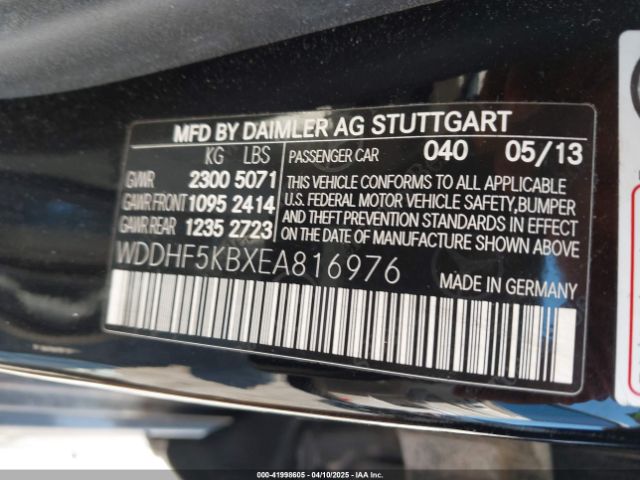 MFD BY DAIMLER AG STUTTGART
KG LBS
GVWR 2300 5071
GAWR FRONT 1095 2414
GAWR REAR 1235 2723
PASSENGER CAR 040 05/13
THIS VEHICLE CONFORMS TO ALL APPLICABLE
U.S. FEDERAL MOTOR VEHICLE SAFETY,BUMPER
AND THEFT PREVENTION STANDARDS IN EFFECT
ON THE DATE OF MANUFACTURE
SHOWN ABOVE.
WDDHF5KBXEA816976
MADE IN GERMANY
000-41998605 - 04/10/2025 - IAA, Inc.